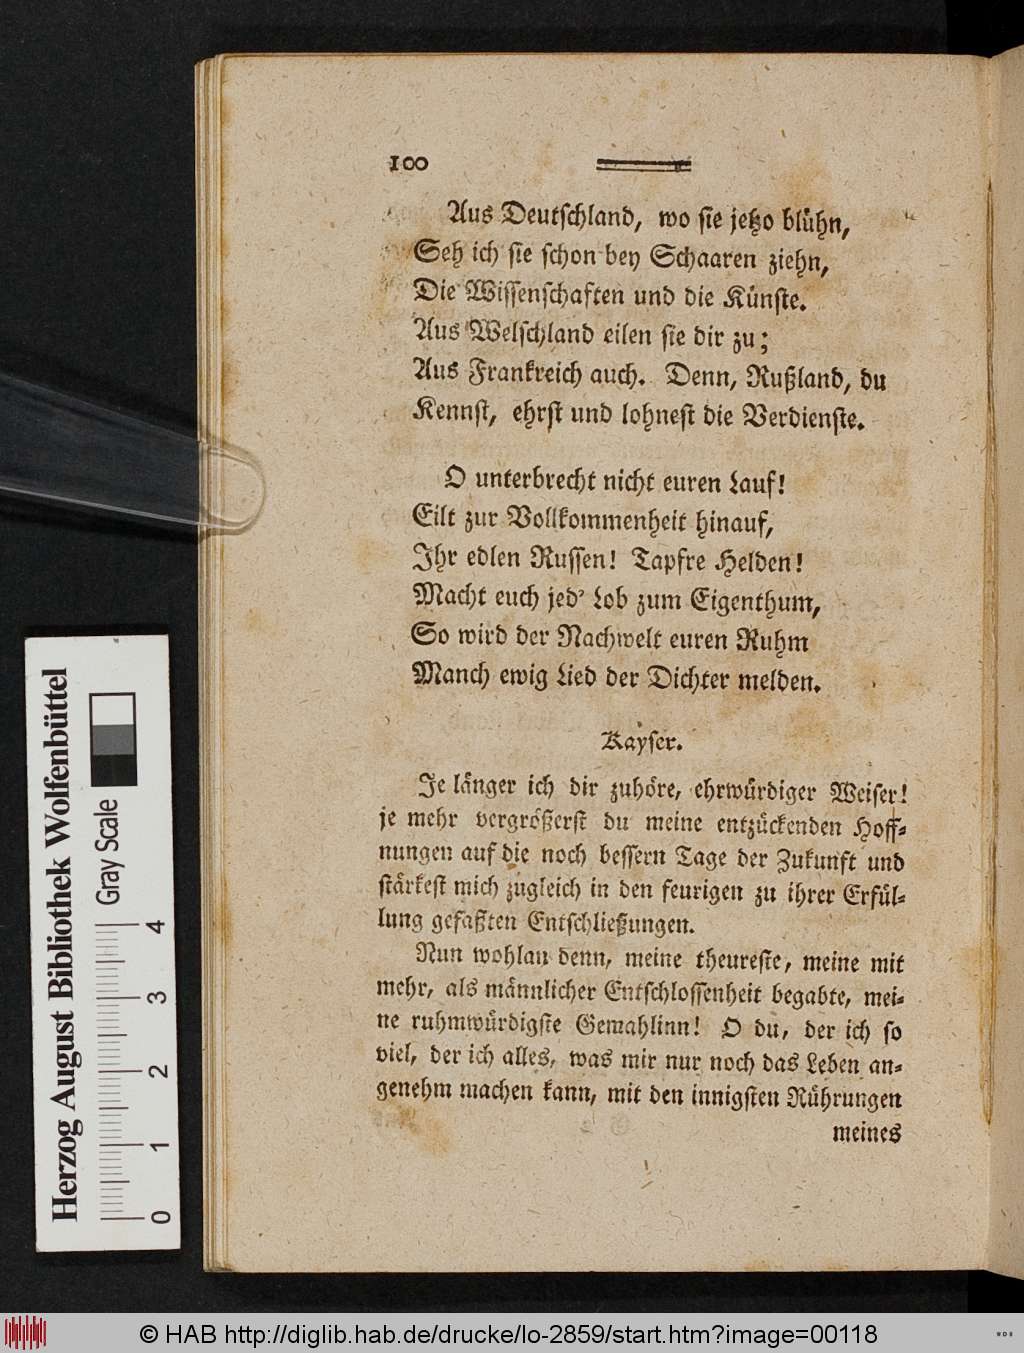 100
Aus Deutschland, wo sie jetzo blühn,
Seh ich sie schon bey Schaaren ziehn,
Die Wissenschaften und die Künste.
Aus Welschland eilen sie dir zu;
Aus Frankreich auch. Denn, Rußland, du
Kennst, ehrst und lohnest die Verdienste.
O unterbrecht nicht euren Lauf!
Eilt zur Vollkommenheit hinauf,
Ihr edlen Russen! Tapfre Helden!
Macht euch jed' Lob zum Eigenthum,
So wird der Nachwelt euren Ruhm
Manch ewig Lied der Dichter melden.
Kayser.
Je länger ich dir zuhöre, ehrwürdiger Weiser!
je mehr vergrößerst du meine entzückenden Hoff-
nungen auf die noch bessern Tage der Zukunft und
stärkest mich zugleich in den feurigen zu ihrer Erfül-
lung gefaßten Entschließungen.
Nun wohlan denn, meine theureste, meine mit
mehr, als männlicher Entschlossenheit begabte, mei-
ne ruhmwürdigste Gemahlinn! O du, der ich so
viel, der ich alles, was mir nur noch das Leben an-
genehm machen kann, mit den innigsten Rührungen
meines
Herzog August Bibliothek Wolfenbüttel
Gray Scale
0 1 2 3 4
© HAB http://diglib.hab.de/drucke/lo-2859/start.htm?image=00118